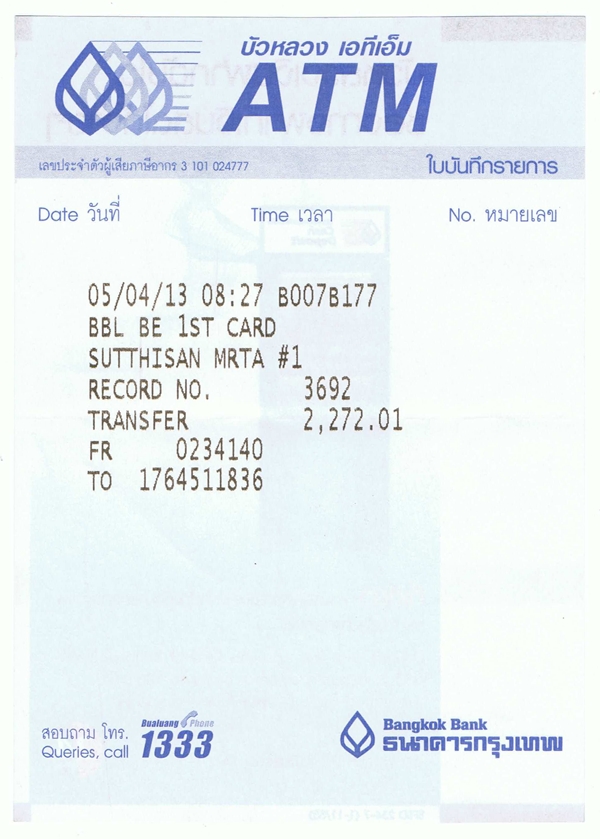 บัวหลวง เอทีเอ็ม
ATM
เลขประจำตัวผู้เสียภาษีอากร 3 101 024777
ใบบันทึกรายการ
Date วันที่ Time เวลา No. หมายเลข
05/04/13 08:27 B007B177
BBL BE 1ST CARD
SUTTHISAN MRTA #1
RECORD NO. 3692
TRANSFER 2,272.01
FR 0234140
TO 1764511836
สอบถาม โทร.
Queries, call
Bualuang Phone
1333
Bangkok Bank
ธนาคารกรุงเทพ